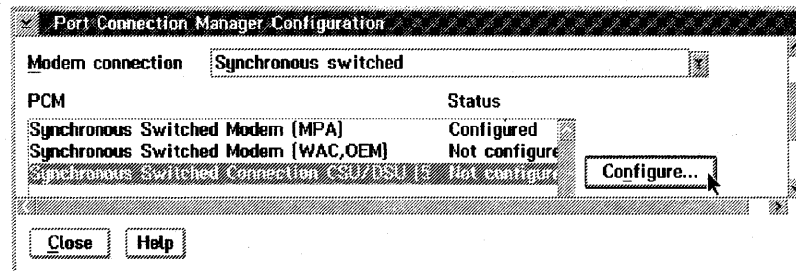 Port Connection Manager Configuration
Modem connection Synchronous switched
PCM Status
Synchronous Switched Modem (MPA) Configured
Synchronous Switched Modem (WAC,OEM) Not configure
Synchronous Switched Connection CSU/DSU (5 Not configure
Configure...
Close Help